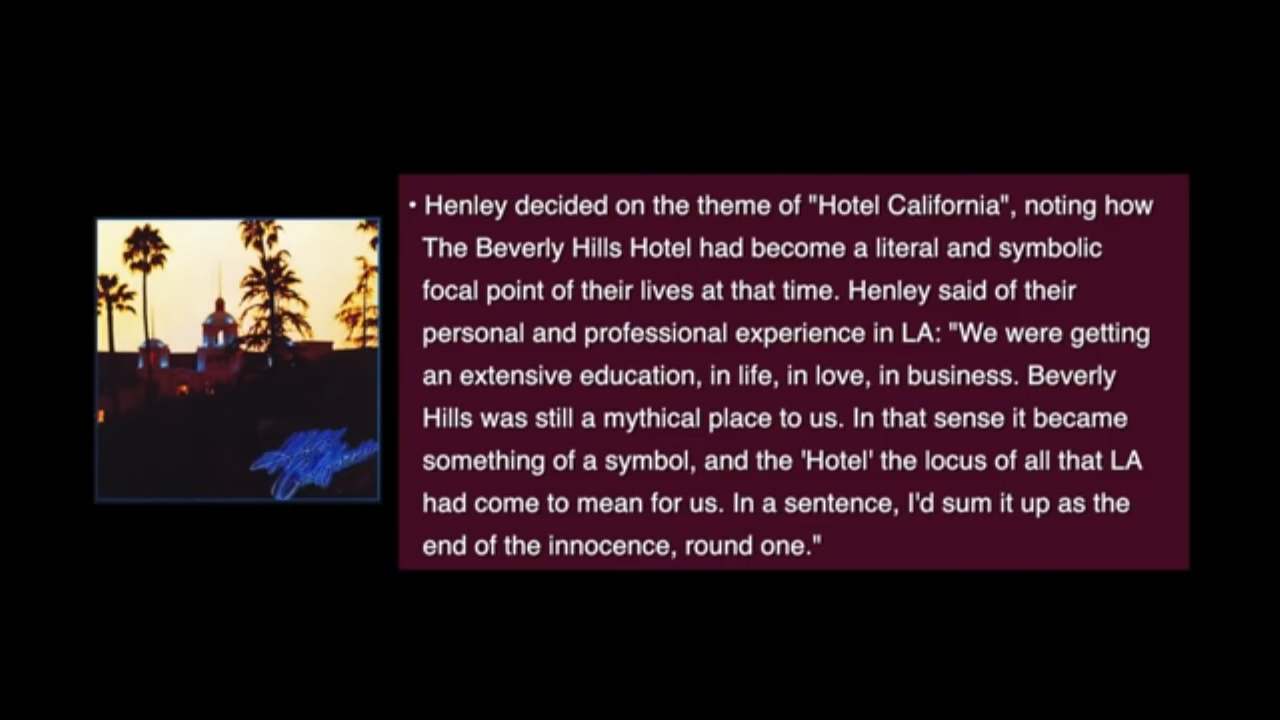 • Henley decided on the theme of "Hotel California", noting how
The Beverly Hills Hotel had become a literal and symbolic
focal point of their lives at that time. Henley said of their
personal and professional experience in LA: "We were getting
an extensive education, in life, in love, in business. Beverly
Hills was still a mythical place to us. In that sense it became
something of a symbol, and the 'Hotel' the locus of all that LA
had come to mean for us. In a sentence, I'd sum it up as the
end of the innocence, round one."
Hotel
California